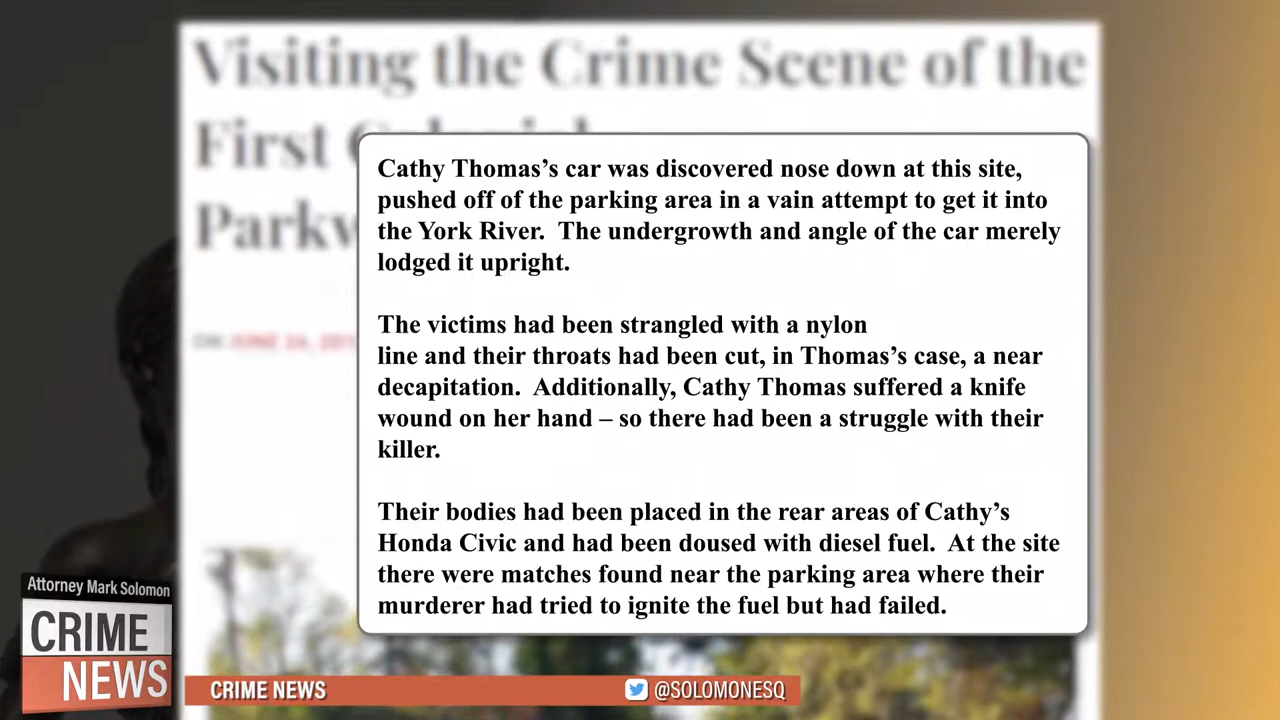 Visiting the Crime Scene of the
First
Parkw
ON JUNE 24, 201
Cathy Thomas’s car was discovered nose down at this site,
pushed off of the parking area in a vain attempt to get it into
the York River.  The undergrowth and angle of the car merely
lodged it upright.
The victims had been strangled with a nylon
line and their throats had been cut, in Thomas’s case, a near
decapitation.  Additionally, Cathy Thomas suffered a knife
wound on her hand – so there had been a struggle with their
killer.
Their bodies had been placed in the rear areas of Cathy’s
Honda Civic and had been doused with diesel fuel.  At the site
there were matches found near the parking area where their
murderer had tried to ignite the fuel but had failed.
Attorney Mark Solomon
CRIME
NEWS
CRIME NEWS
@SOLOMONESQ